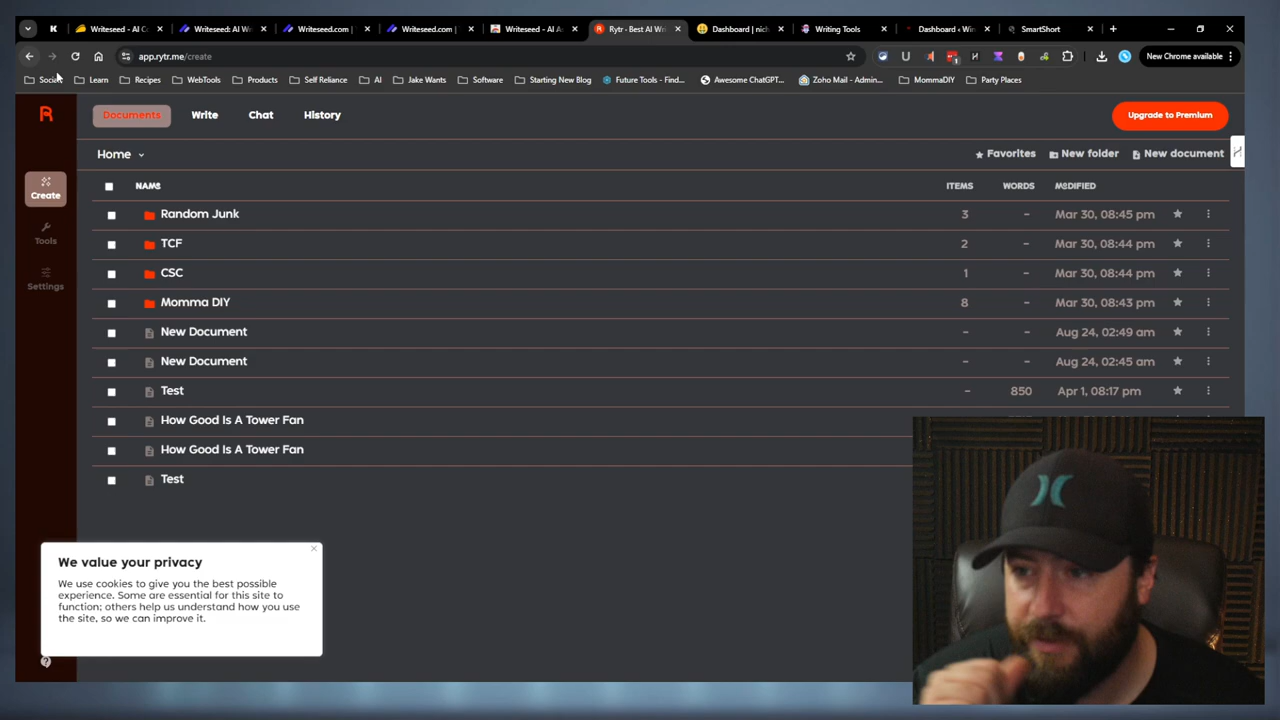 K
Writeseed - AI Co
Writeseed: AI Wr
Writeseed.com |
Writeseed.com |
Writeseed - AI A
Rytr - Best AI Wri
Dashboard | nich
Writing Tools
Dashboard ‹ Win
SmartShort
app.rytr.me/create
New Chrome available
Social
Learn
Recipes
WebTools
Products
Self Reliance
AI
Jake Wants
Software
Starting New Blog
Future Tools - Find...
Awesome ChatGPT...
Zoho Mail - Admin...
MommaDIY
Party Places
R
Documents
Write
Chat
History
Upgrade to Premium
Home
Favorites
New folder
New document
Create
Tools
Settings
NAME ITEMS WORDS MODIFIED
Random Junk 3 - Mar 30, 08:45 pm
TCF 2 - Mar 30, 08:44 pm
CSC 1 - Mar 30, 08:44 pm
Momma DIY 8 - Mar 30, 08:43 pm
New Document - - Aug 24, 02:49 am
New Document - - Aug 24, 02:45 am
Test - 850 Apr 1, 08:17 pm
How Good Is A Tower Fan
How Good Is A Tower Fan
Test
We value your privacy
We use cookies to give you the best possible
experience. Some are essential for this site to
function; others help us understand how you use
the site, so we can improve it.